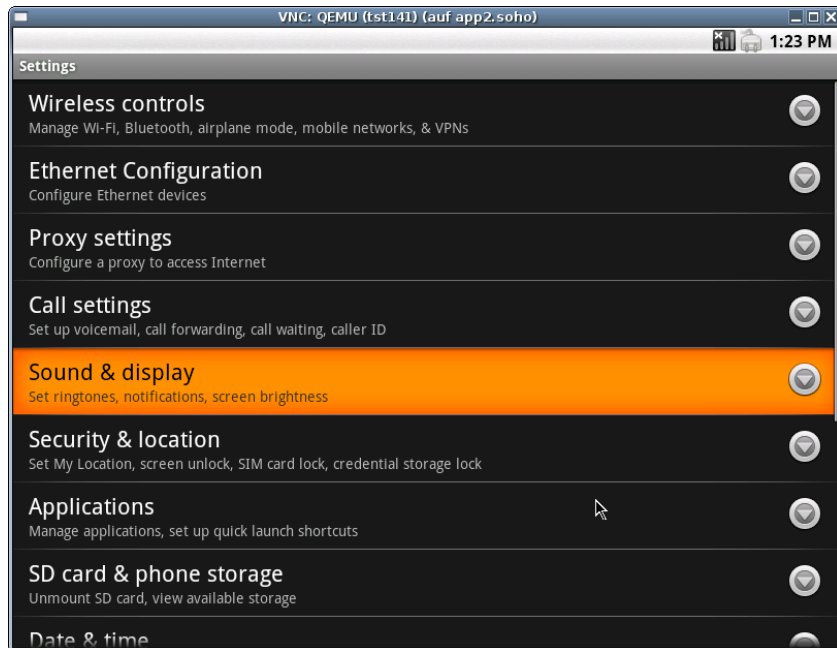 VNC: QEMU (tst141) (auf app2.soho)
1:23 PM
Settings
Wireless controls
Manage Wi-Fi, Bluetooth, airplane mode, mobile networks, & VPNs
Ethernet Configuration
Configure Ethernet devices
Proxy settings
Configure a proxy to access Internet
Call settings
Set up voicemail, call forwarding, call waiting, caller ID
Sound & display
Set ringtones, notifications, screen brightness
Security & location
Set My Location, screen unlock, SIM card lock, credential storage lock
Applications
Manage applications, set up quick launch shortcuts
SD card & phone storage
Unmount SD card, view available storage
Date & time